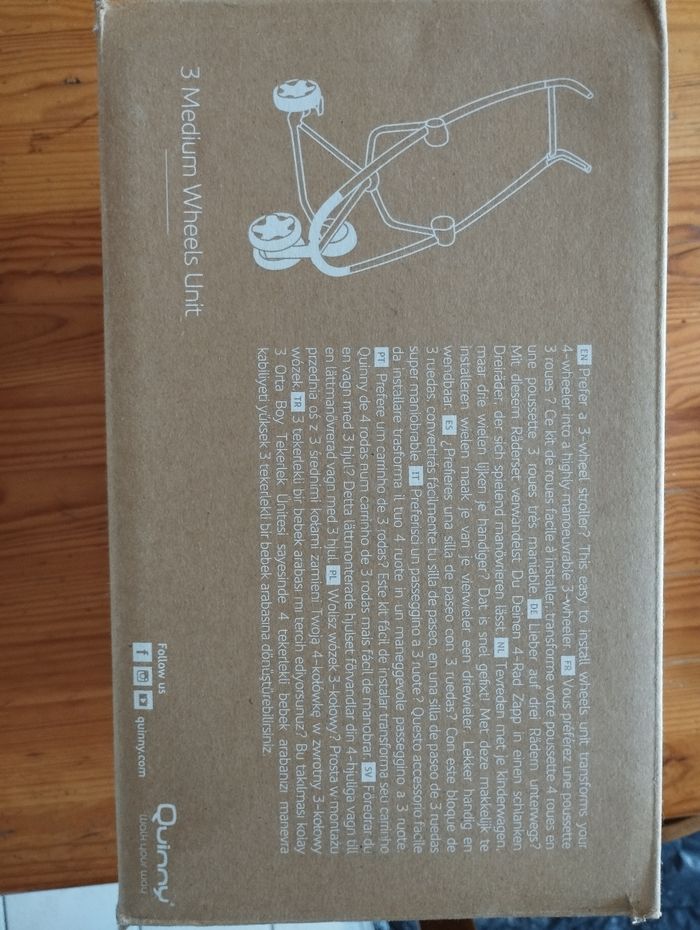 3 Medium Wheels Unit
EN Prefer a 3-wheel stroller? This easy to install wheels unit transforms your
4-wheeler into a highly manoeuvrable 3-wheeler. FR Vous préférez une poussette
3 roues ? Ce kit de roues facile à installer, transforme votre poussette 4 roues en
une poussette 3 roues très maniable. DE Lieber auf drei Rädern unterwegs?
Mit diesem Räderset verwandelst Du Deinen 4-Rad Zapp in einen schlanken
Dreiräder, der sich spielend manövrieren lässt. NL Tevreden met je kinderwagen,
maar drie wielen lijken je handiger? Dat is snel gefixt! Met deze makkelijk te
installeren wielen maak je van je vierwieler een driewieler. Lekker handig en
wendbaar. ES ¿Prefieres una silla de paseo con 3 ruedas? Con este bloque de
3 ruedas, convertirás fácilmente tu silla de paseo, en una silla de paseo de 3 ruedas
super maniobrable. IT Preferisci un passeggino a 3 ruote? Questo accessorio facile
da installare trasforma il tuo 4 ruote in un maneggevole passeggino a 3 ruote.
PT Prefere um carrinho de 3 rodas? Este kit fácil de instalar transforma seu carrinho
Quinny de 4 rodas num carrinho de 3 rodas mais fácil de manobrar. SV Föredrar du
en vagn med 3 hjul? Detta lättmonterade hjulset förvandlar din 4-hjuliga vagn till
en lättmanövrerad vagn med 3 hjul. PL Wolisz wózek 3-kołowy? Prosta w montażu
przednia oś z 3 średnimi kołami zamieni Twoją 4-kołówkę w zwrotny 3-kołowy
wózek. TR 3 tekerlekli bir bebek arabası mı tercih ediyorsunuz? Bu takılması kolay
3 Orta Boy Tekerlek Ünitesi sayesinde 4 tekerlekli bebek arabanızı manevra
kabiliyeti yüksek 3 tekerlekli bir bebek arabasına dönüştürebilirsiniz.
Follow us
quinny.com
Quinny
walk your way